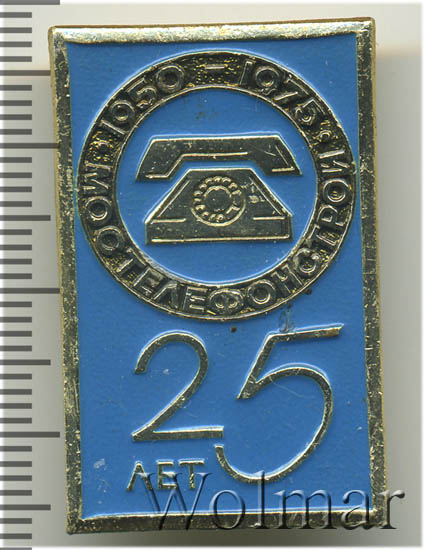 1950 – 1975
МОСТЕЛЕФОНСТРОЙ
25
ЛЕТ
Wolmar